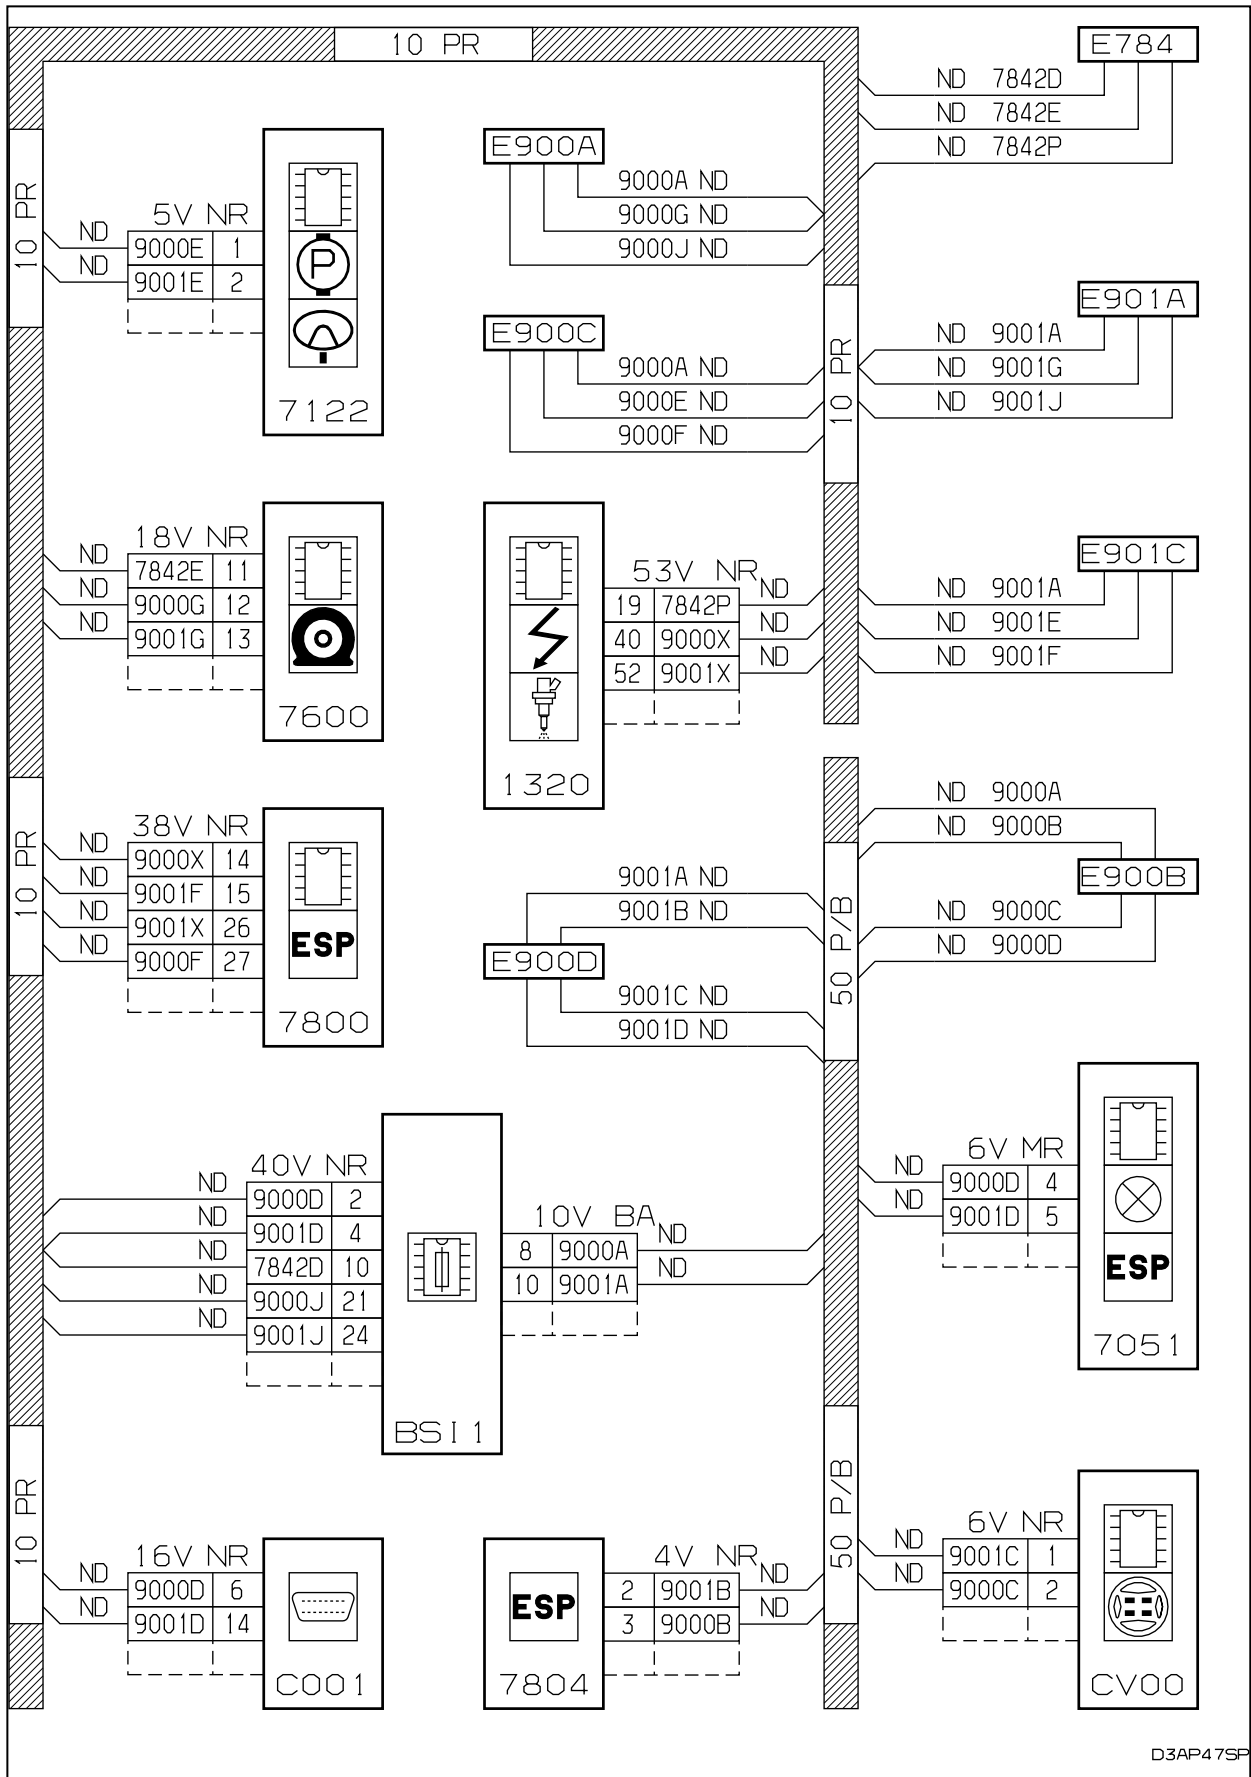 10 PR
E784
ND 7842D
ND 7842E
ND 7842P
10 PR
5V NR
ND 9000E 1
ND 9001E 2
P
7122
E900A
9000A ND
9000G ND
9000J ND
E900C
9000A ND
9000E ND
9000F ND
10 PR
E901A
ND 9001A
ND 9001G
ND 9001J
18V NR
ND 7842E 11
ND 9000G 12
ND 9001G 13
7600
53V NR
19 7842P ND
40 9000X ND
52 9001X ND
1320
E901C
ND 9001A
ND 9001E
ND 9001F
10 PR
38V NR
ND 9000X 14
ND 9001F 15
ND 9001X 26
ND 9000F 27
ESP
7800
9001A ND
9001B ND
E900D
9001C ND
9001D ND
50 P/B
ND 9000A
ND 9000B
E900B
ND 9000C
ND 9000D
40V NR
ND 9000D 2
ND 9001D 4
ND 7842D 10
ND 9000J 21
ND 9001J 24
BSI1
10V BA
8 9000A ND
10 9001A ND
6V MR
ND 9000D 4
ND 9001D 5
ESP
7051
10 PR
16V NR
ND 9000D 6
ND 9001D 14
C001
ESP
7804
4V NR
2 9001B ND
3 9000B ND
50 P/B
6V NR
ND 9001C 1
ND 9000C 2
CV00
D3AP47SP